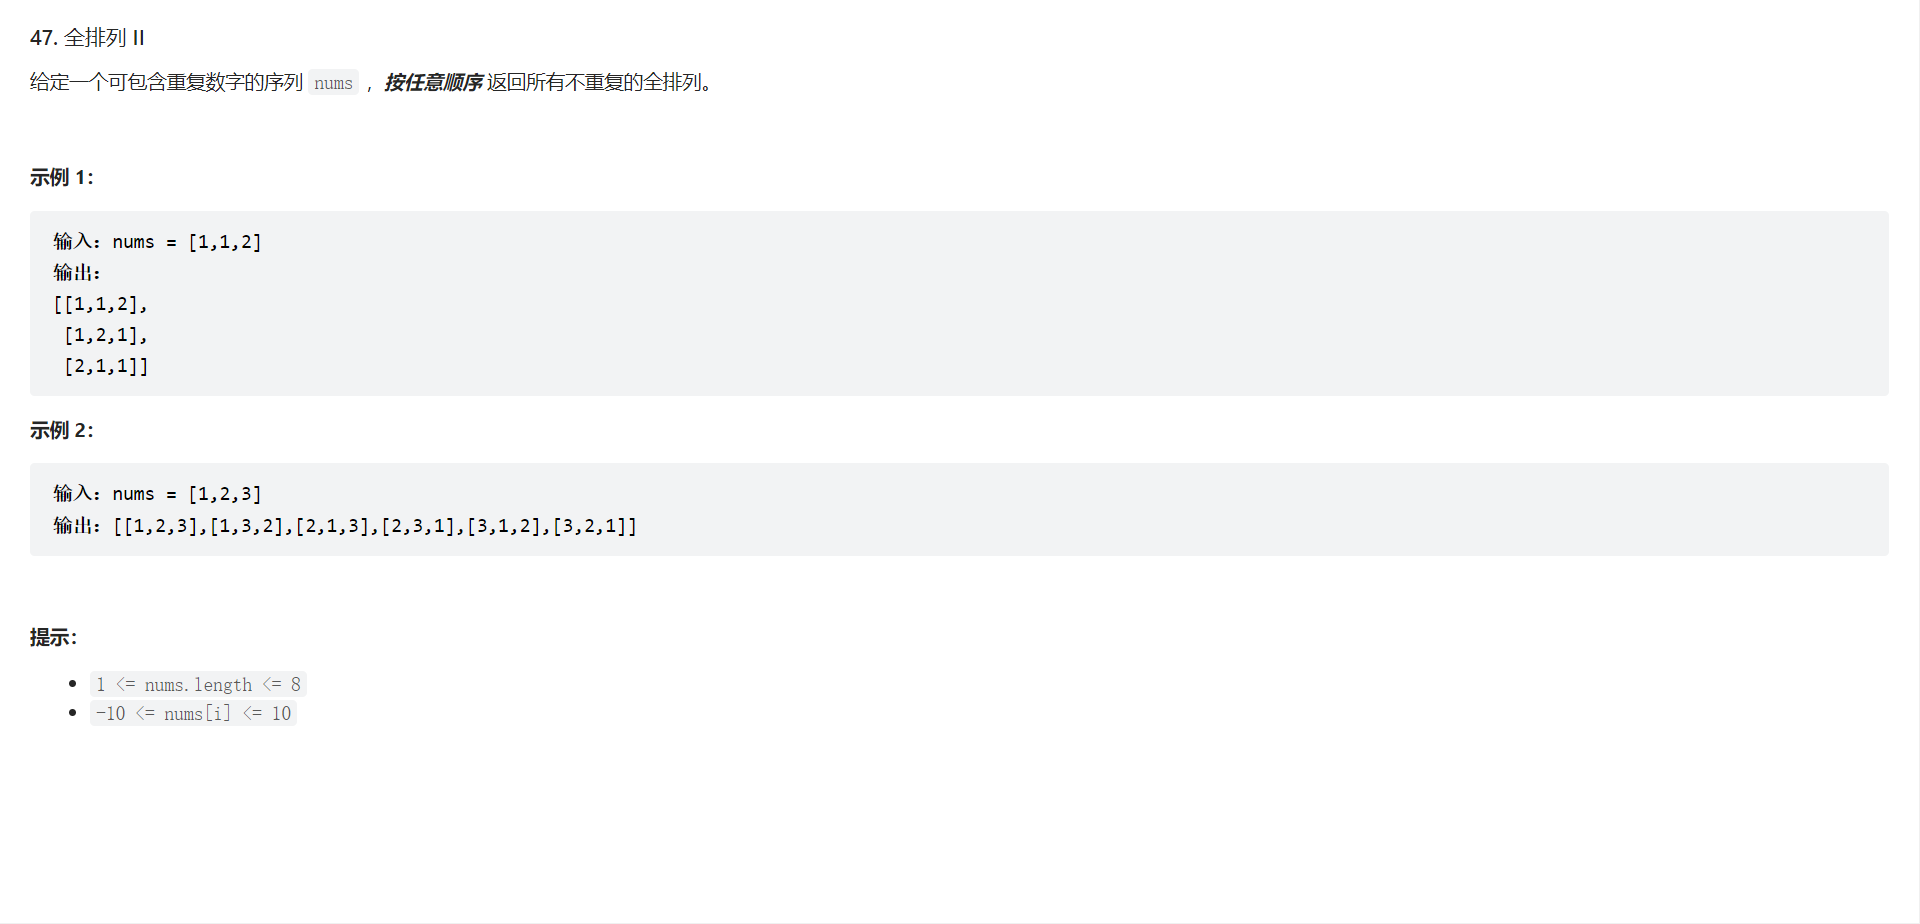 47. 全排列 II
给定一个可包含重复数字的序列 nums ，按任意顺序 返回所有不重复的全排列。
示例 1：
输入：nums = [1,1,2]
输出：
[[1,1,2],
[1,2,1],
[2,1,1]]
示例 2：
输入：nums = [1,2,3]
输出：[[1,2,3],[1,3,2],[2,1,3],[2,3,1],[3,1,2],[3,2,1]]
提示：
• 1 <= nums.length <= 8
• -10 <= nums[i] <= 10